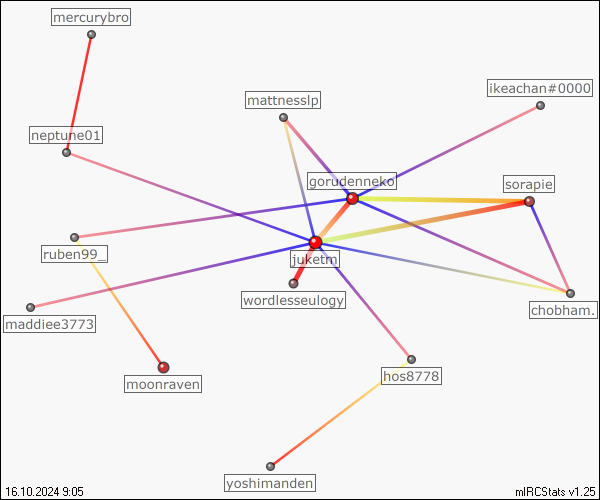 mercurybro
ikeachan#0000
mattnesslp
neptune01
gorudenneko
sorapie
ruben99_
juketm
wordlesseulogy
chobham.
maddiee3773
moonraven
hos8778
yoshimanden
16.10.2024 9:05
mIRCStats v1.25